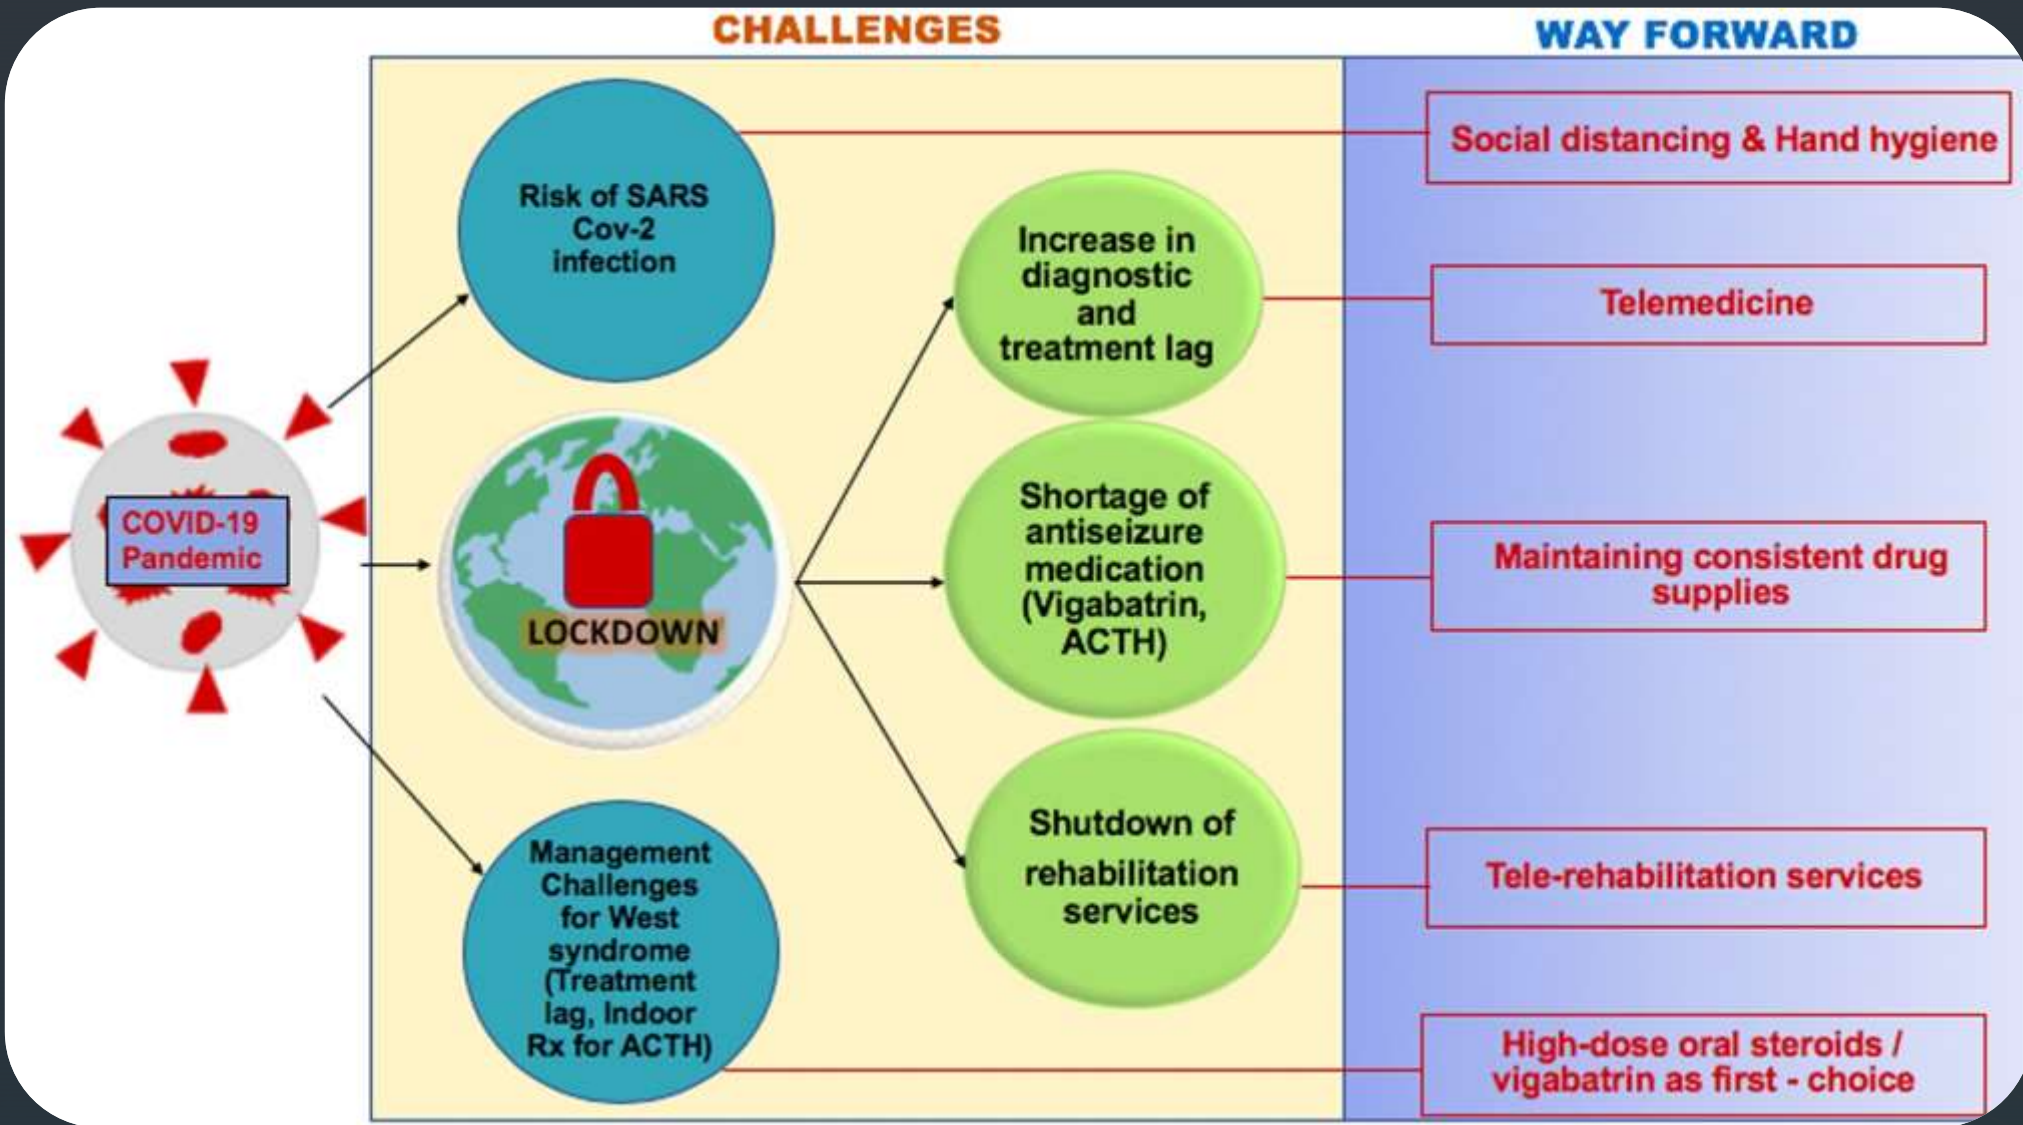 CHALLENGES
WAY FORWARD
Risk of SARS
Cov-2
infection
Social distancing & Hand hygiene
Increase in
diagnostic
and
treatment lag
Telemedicine
COVID-19
Pandemic
LOCKDOWN
Shortage of
antiseizure
medication
(Vigabatrin,
ACTH)
Maintaining consistent drug
supplies
Shutdown of
rehabilitation
services
Tele-rehabilitation services
Management
Challenges
for West
syndrome
(Treatment
lag, Indoor
Rx for ACTH)
High-dose oral steroids /
vigabatrin as first - choice